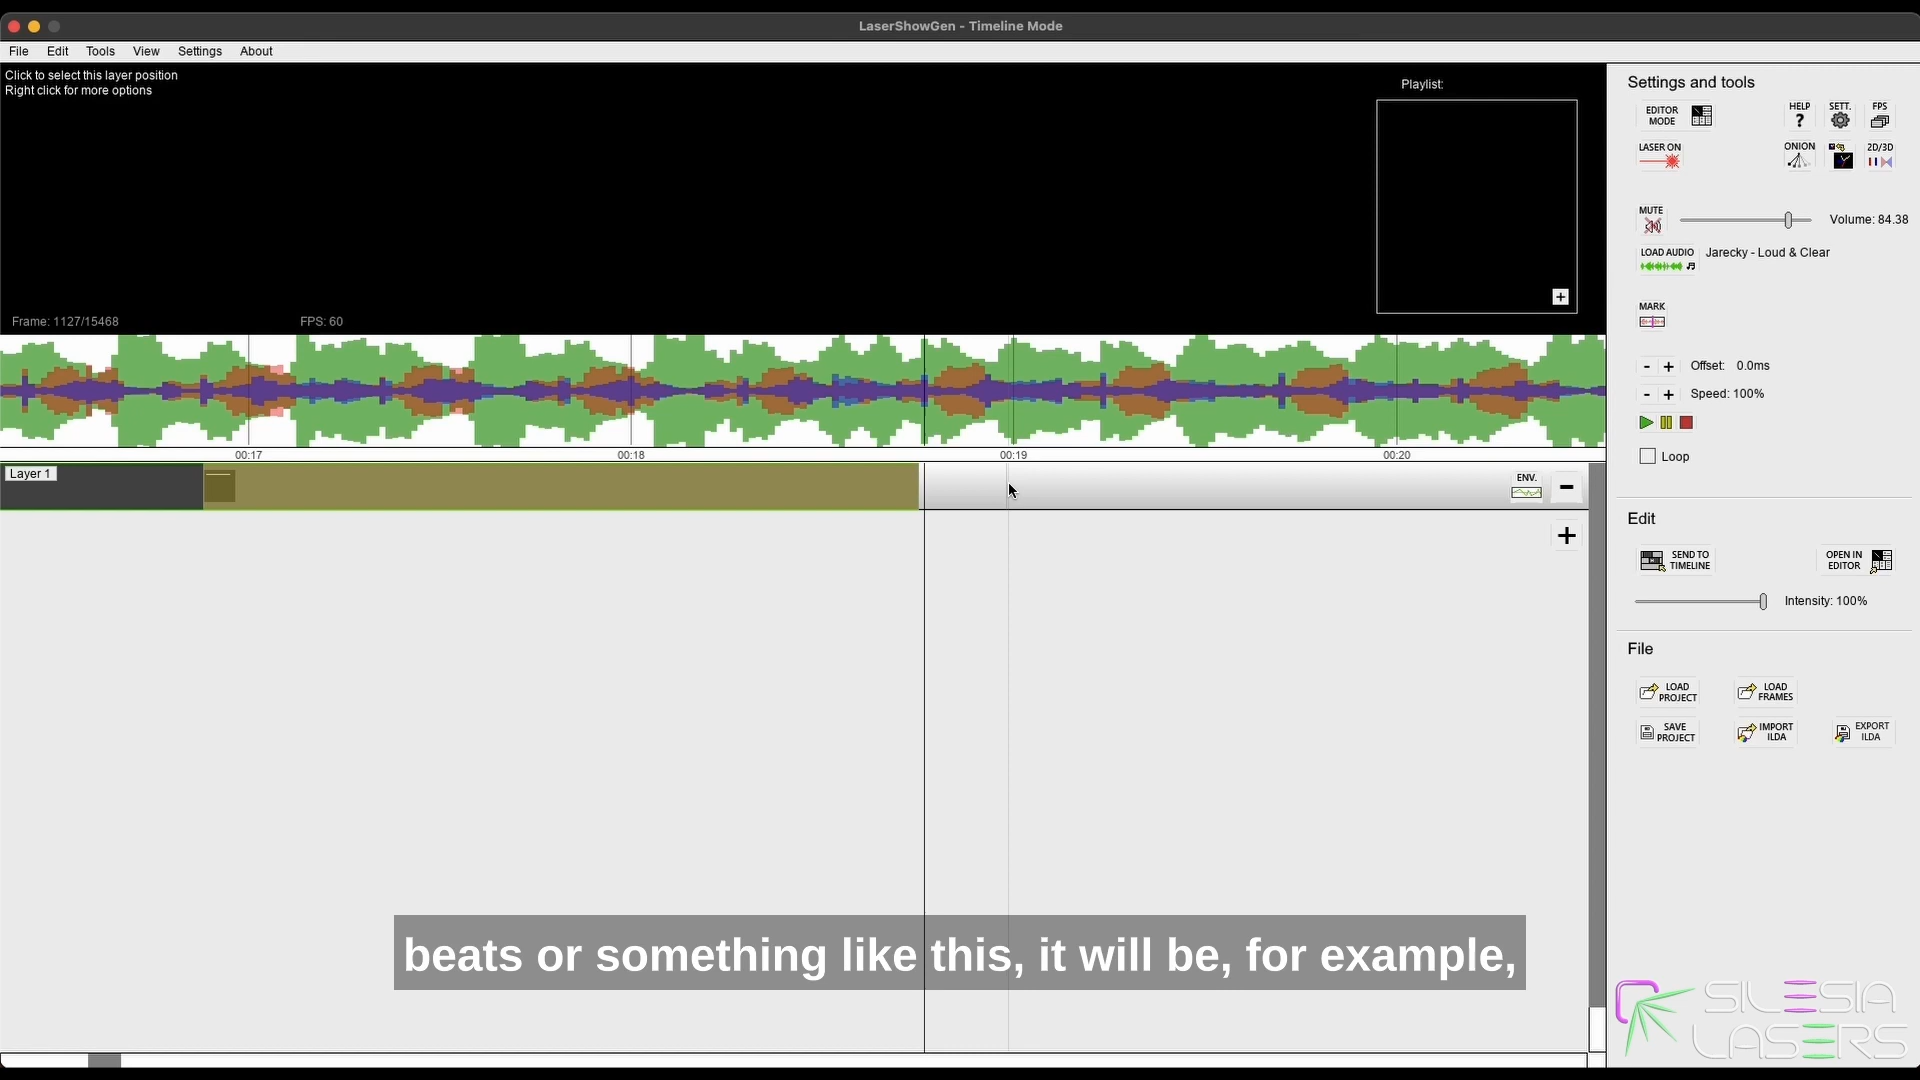 LaserShowGen - Timeline Mode
File Edit Tools View Settings About
Click to select this layer position
Right click for more options
Playlist:
+
Frame: 1127/15468
FPS: 60
00:17 00:18 00:19 00:20
Layer 1
ENV.
-
+
Settings and tools
EDITOR MODE
HELP ?
SETT.
FPS
LASER ON
ONION
2D/3D
MUTE
Volume: 84.38
LOAD AUDIO
Jarecky - Loud & Clear
MARK
- + Offset: 0.0ms
- + Speed: 100%
Loop
Edit
SEND TO TIMELINE
OPEN IN EDITOR
Intensity: 100%
File
LOAD PROJECT
LOAD FRAMES
SAVE PROJECT
IMPORT ILDA
EXPORT ILDA
beats or something like this, it will be, for example,
SILESIA
LASERS